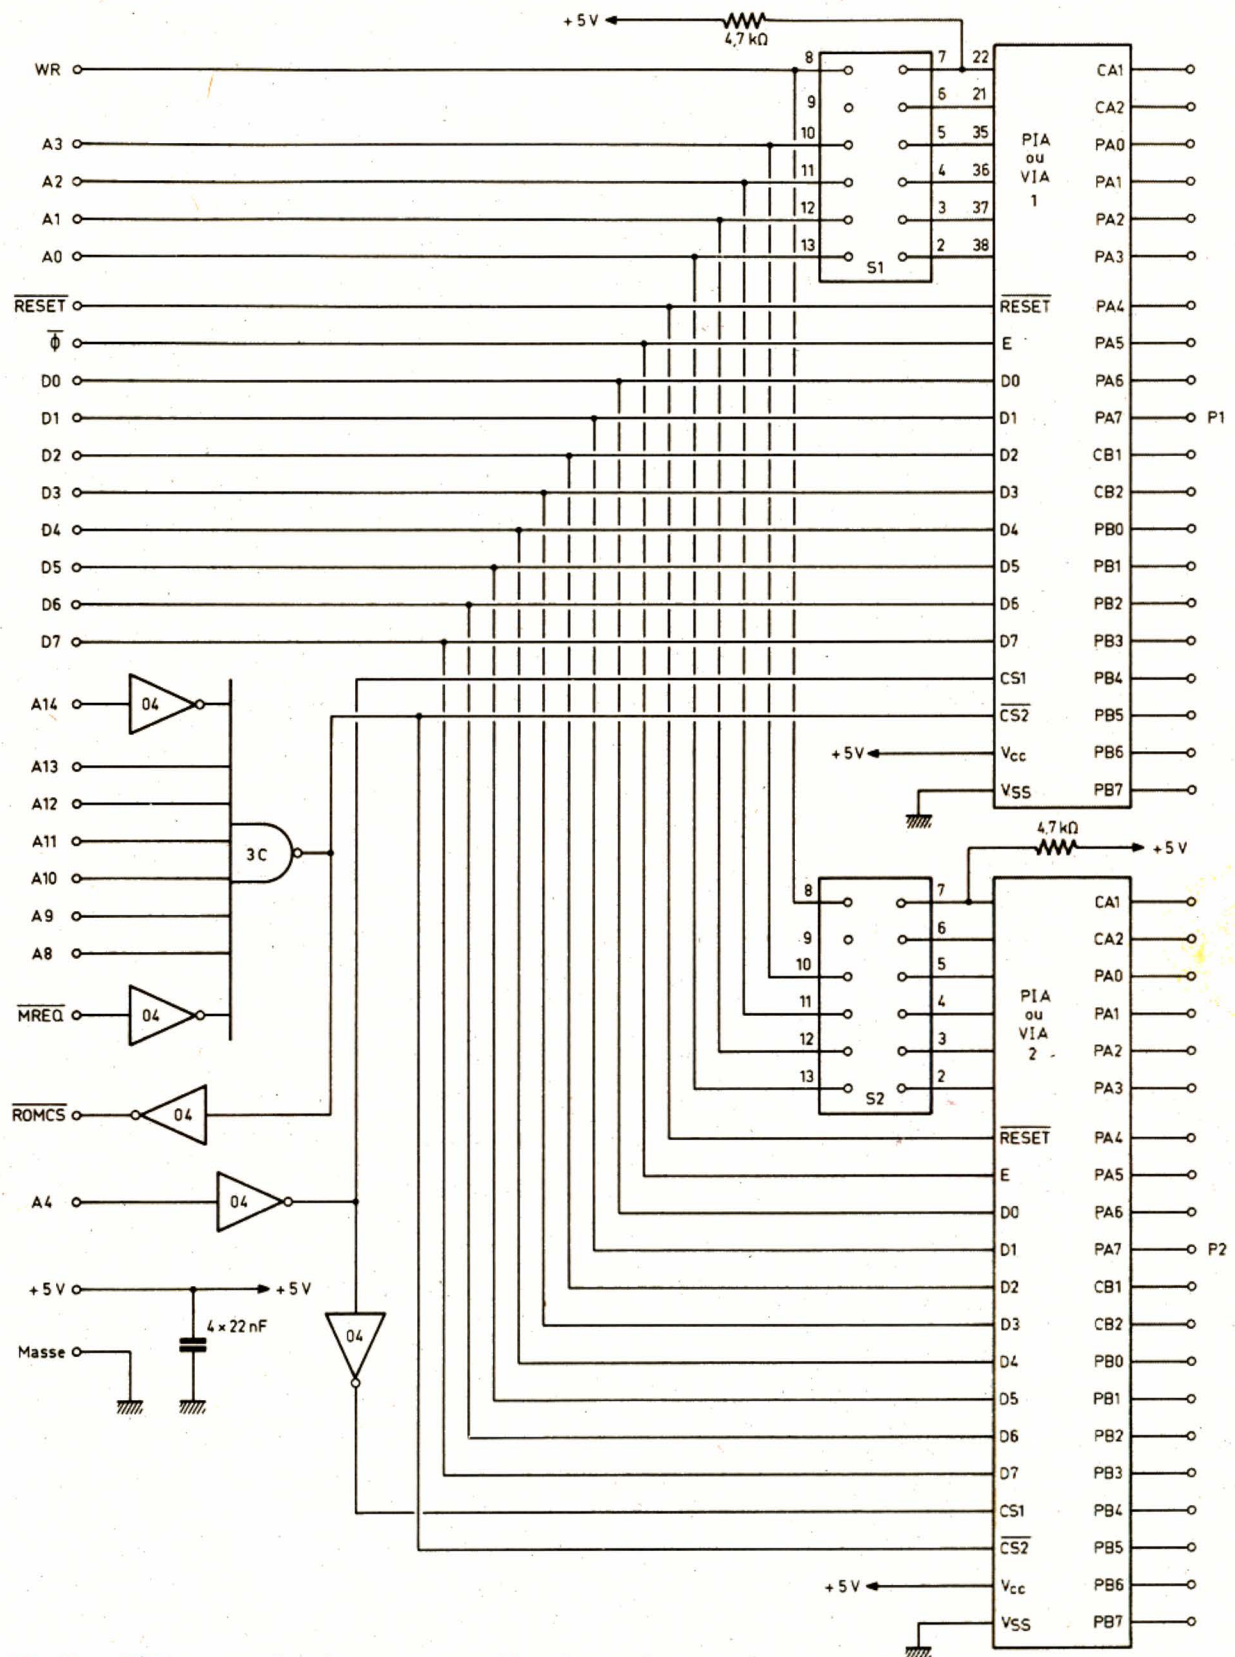 +5V
4,7 kΩ
WR
8
7
22
CA1
9
6
21
CA2
A3
10
5
35
PA0
A2
11
4
36
PA1
A1
12
3
37
PA2
A0
13
2
38
PA3
S1
PIA
ou
VIA
1
RESET
RESET
PA4
Φ
E
PA5
D0
D0
PA6
D1
D1
PA7
P1
D2
D2
CB1
D3
D3
CB2
D4
D4
PB0
D5
D5
PB1
D6
D6
PB2
D7
D7
PB3
CS1
PB4
A14
04
CS2
PB5
+5V
Vcc
PB6
VSS
PB7
A13
A12
A11
3C
A10
A9
A8
MREQ
04
ROMCS
04
A4
04
+5V
+5V
4×22nF
Masse
04
4,7kΩ
+5V
8
7
CA1
9
6
CA2
10
5
PA0
11
4
PA1
12
3
PA2
13
2
PA3
S2
PIA
ou
VIA
2
RESET
PA4
E
PA5
D0
PA6
D1
PA7
P2
D2
CB1
D3
CB2
D4
PB0
D5
PB1
D6
PB2
D7
PB3
CS1
PB4
CS2
PB5
+5V
Vcc
PB6
VSS
PB7